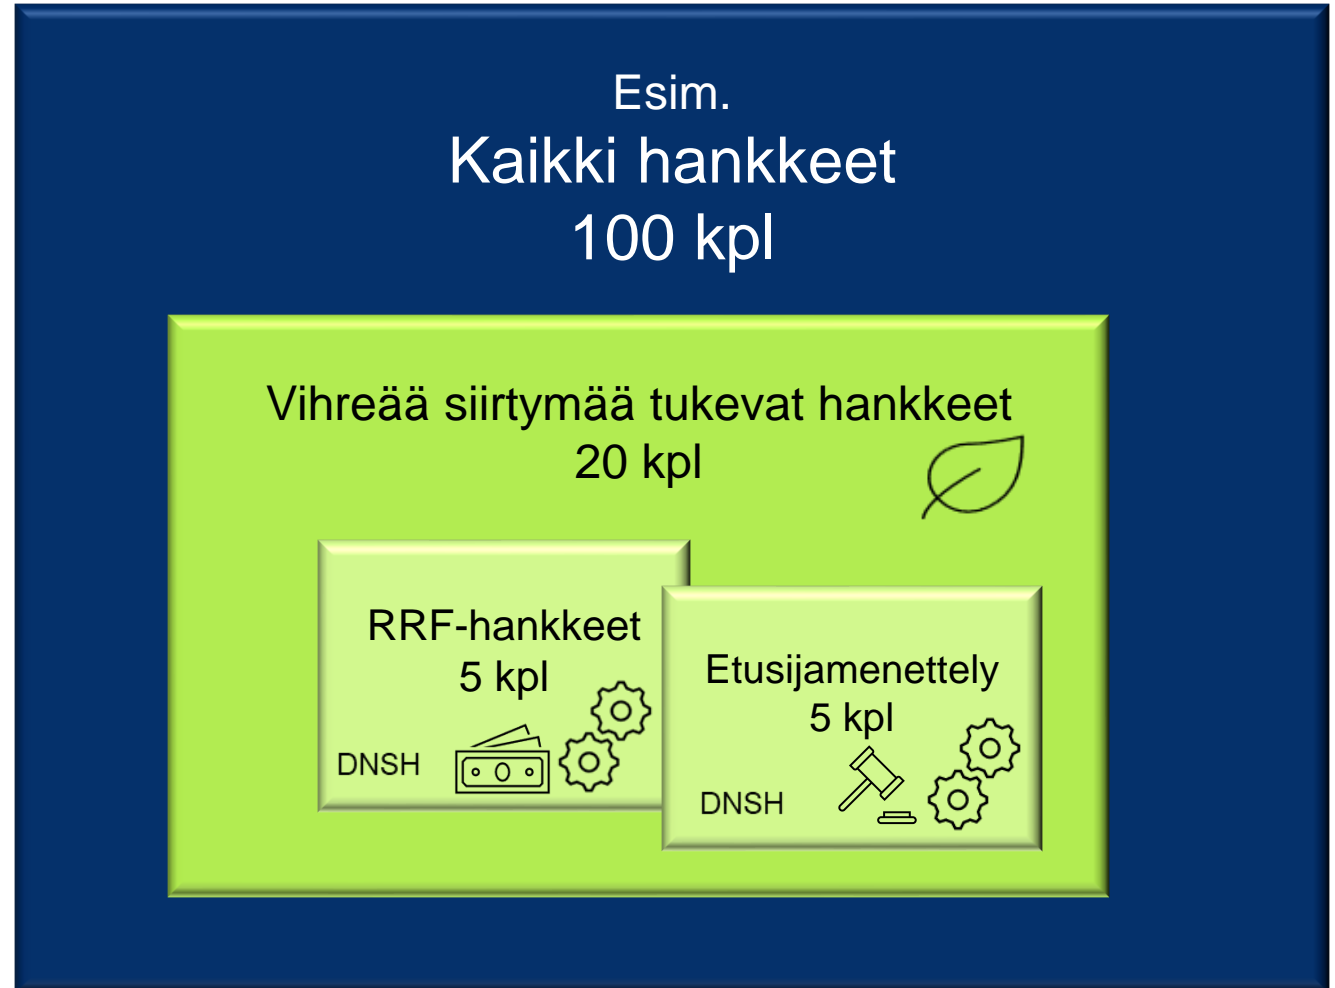 Esim.
Kaikki hankkeet
100 kpl
Vihreää siirtymää tukevat hankkeet
20 kpl
RRF-hankkeet
5 kpl
DNSH
Etusijamenettely
5 kpl
DNSH